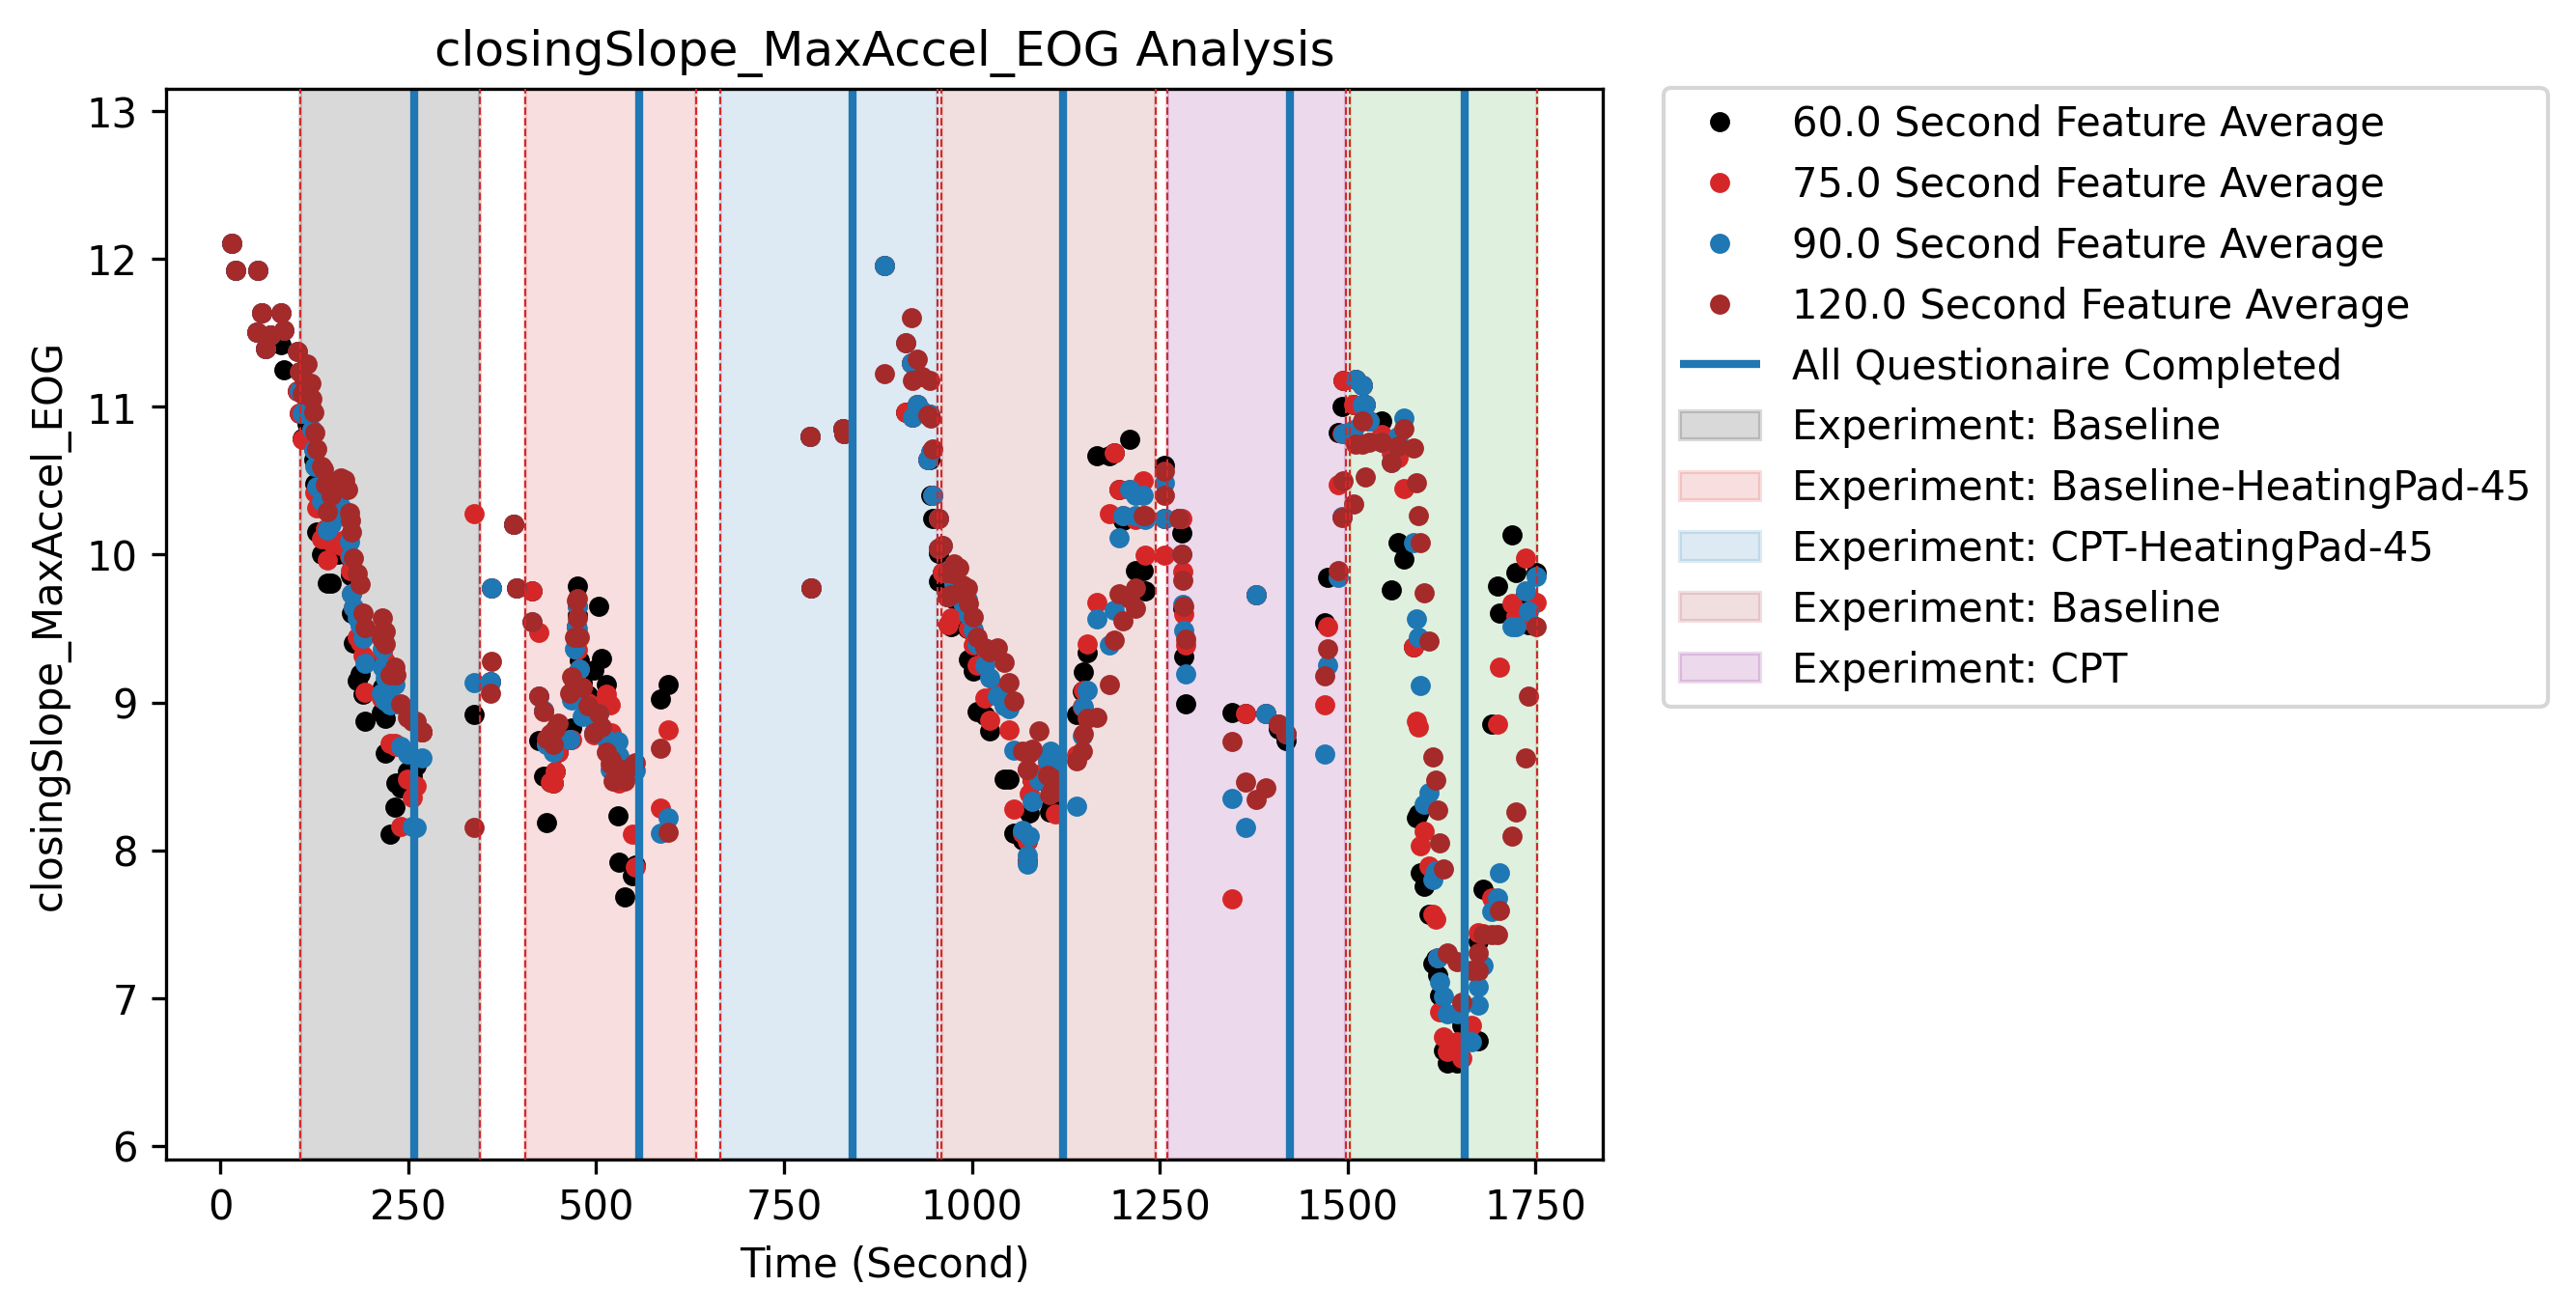 closingSlope_MaxAccel_EOG Analysis
closingSlope_MaxAccel_EOG
13
12
11
10
9
8
7
6
0 250 500 750 1000 1250 1500 1750
Time (Second)
60.0 Second Feature Average
75.0 Second Feature Average
90.0 Second Feature Average
120.0 Second Feature Average
All Questionaire Completed
Experiment: Baseline
Experiment: Baseline-HeatingPad-45
Experiment: CPT-HeatingPad-45
Experiment: Baseline
Experiment: CPT